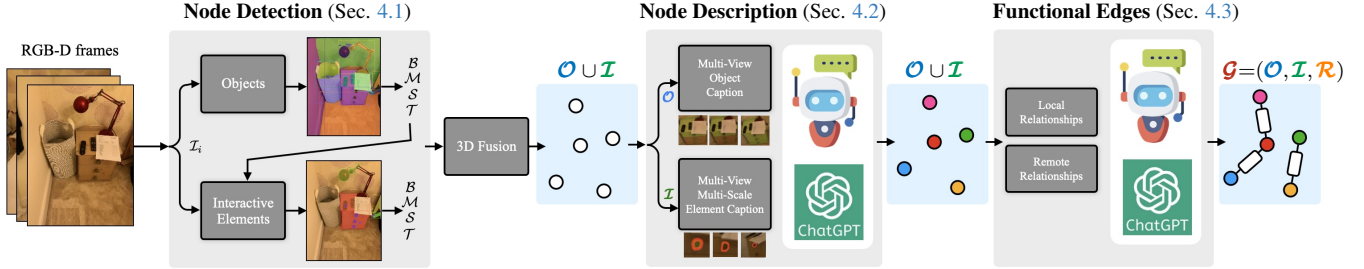 Node Detection (Sec. 4.1)
Node Description (Sec. 4.2)
Functional Edges (Sec. 4.3)
RGB-D frames
Objects
ℬ
ℳ
𝒮
𝒯
ℐᵢ
Interactive
Elements
ℬ
ℳ
𝒮
𝒯
3D Fusion
𝒪 ∪ ℐ
𝒪
Multi-View
Object
Caption
ℐ
Multi-View
Multi-Scale
Element Caption
ChatGPT
𝒪 ∪ ℐ
Local
Relationships
Remote
Relationships
ChatGPT
𝒢=(𝒪, ℐ, ℛ)